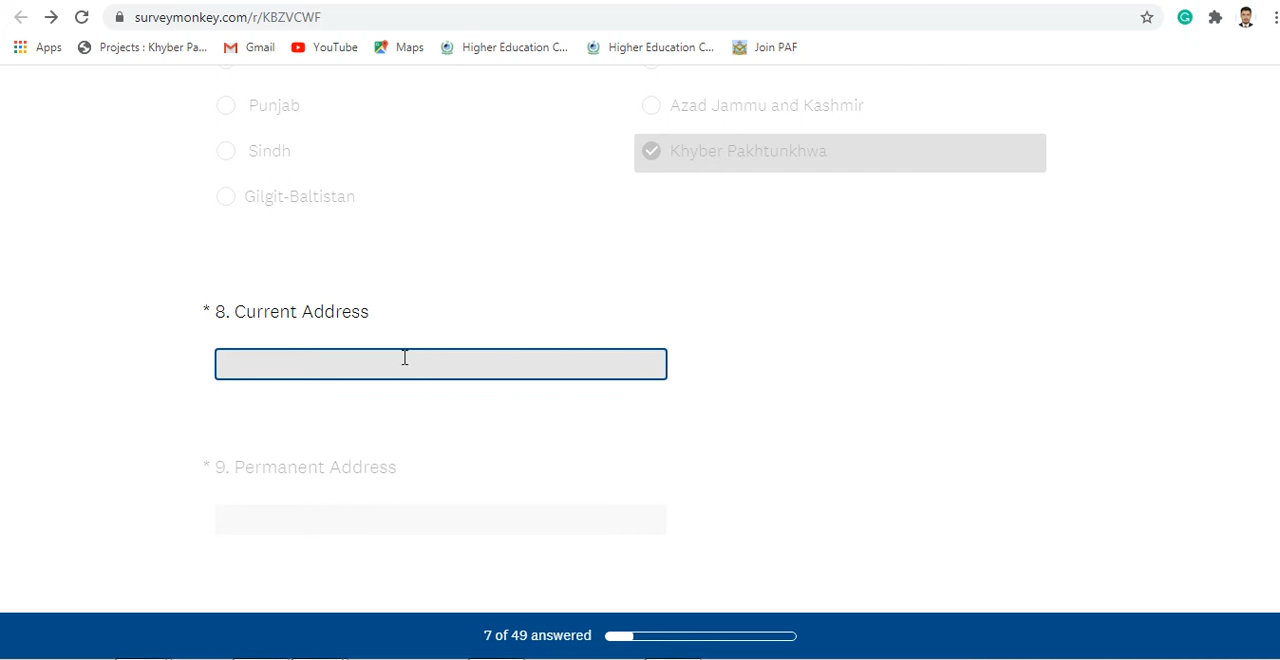 surveymonkey.com/r/KBZVCWF
Apps Projects : Khyber Pa... Gmail YouTube Maps Higher Education C... Higher Education C... Join PAF
Punjab Azad Jammu and Kashmir
Sindh Khyber Pakhtunkhwa
Gilgit-Baltistan
* 8. Current Address
* 9. Permanent Address
7 of 49 answered